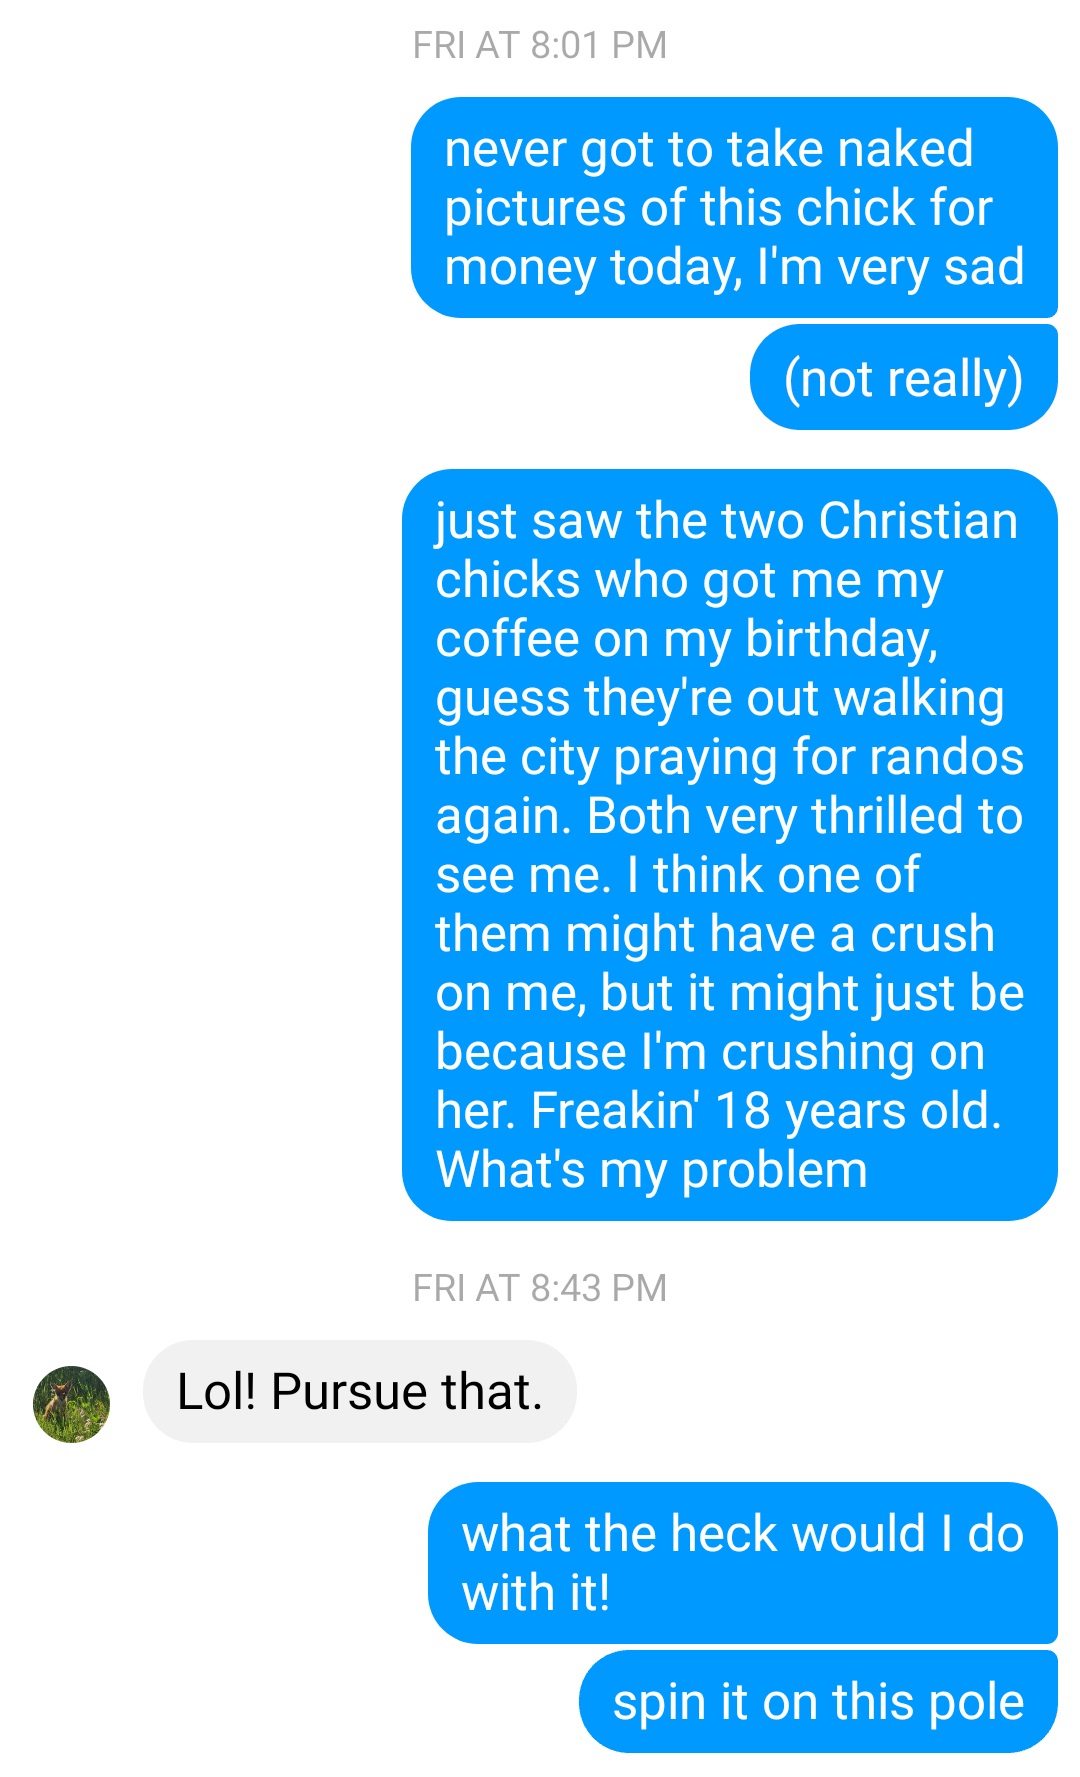 FRI AT 8:01 PM
never got to take naked
pictures of this chick for
money today, I'm very sad
(not really)
just saw the two Christian
chicks who got me my
coffee on my birthday,
guess they're out walking
the city praying for randos
again. Both very thrilled to
see me. I think one of
them might have a crush
on me, but it might just be
because I'm crushing on
her. Freakin' 18 years old.
What's my problem
FRI AT 8:43 PM
Lol! Pursue that.
what the heck would I do
with it!
spin it on this pole